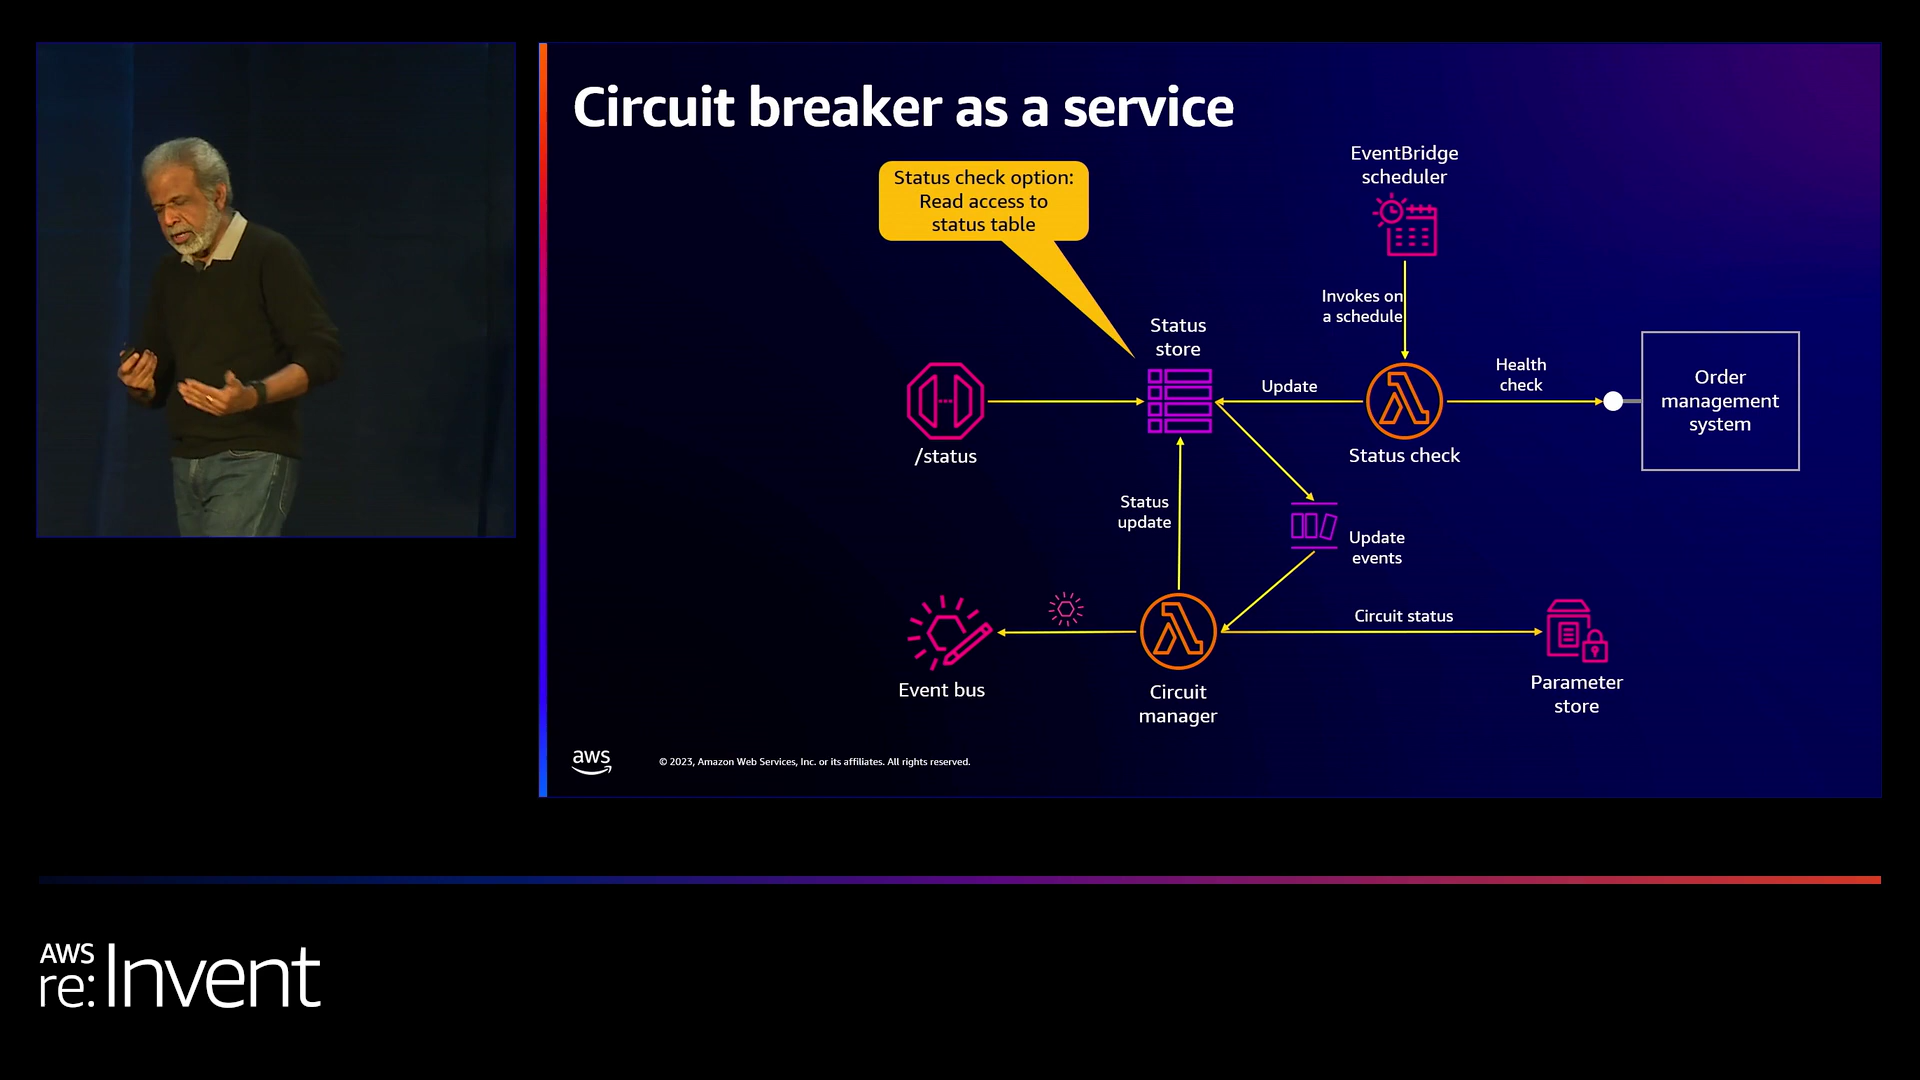 Circuit breaker as a service
Status check option:
Read access to
status table
EventBridge
scheduler
Invokes on
a schedule
Status
store
/status
Update
Status check
Health
check
Order
management
system
Status
update
Update
events
Event bus
Circuit
manager
Circuit status
Parameter
store
aws
© 2023, Amazon Web Services, Inc. or its affiliates. All rights reserved.
AWS
re:Invent